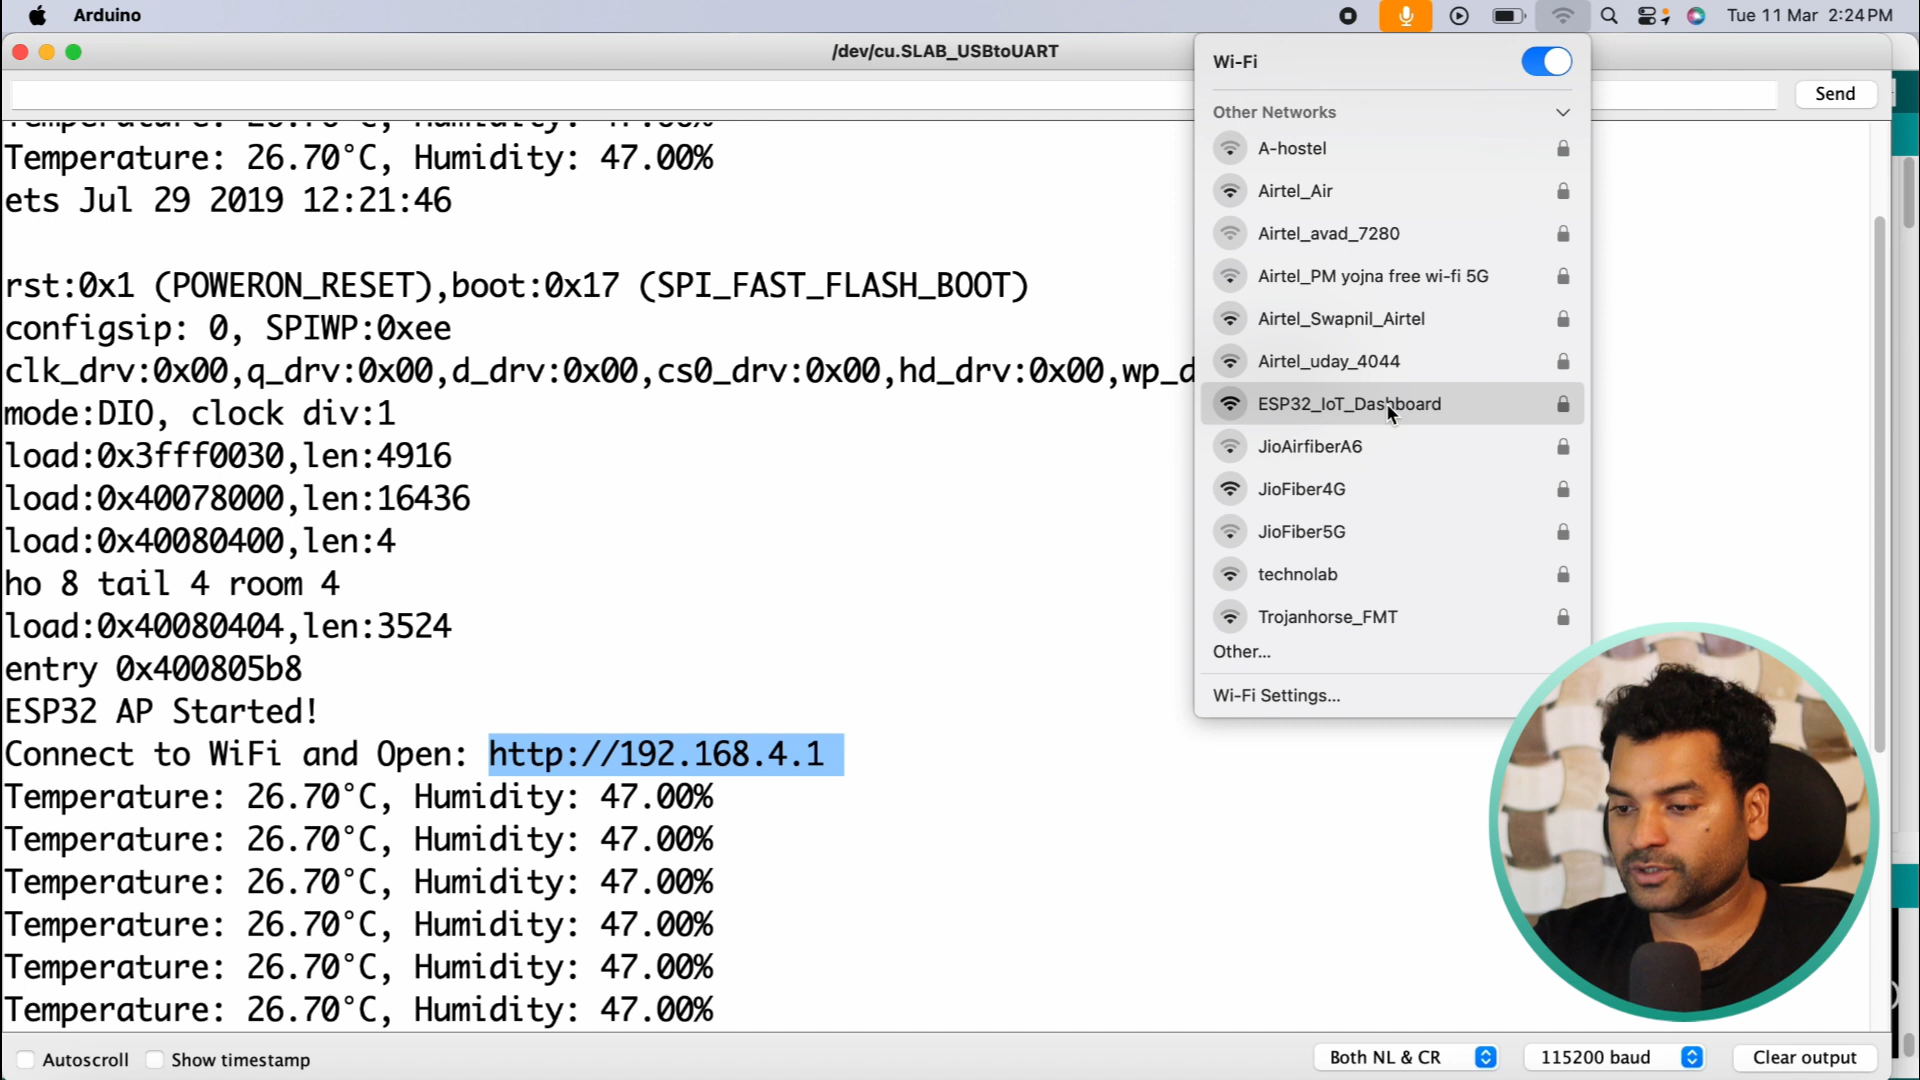 Arduino
Tue 11 Mar 2:24 PM
/dev/cu.SLAB_USBtoUART
Send
Temperature: 26.70°C, Humidity: 47.00%
ets Jul 29 2019 12:21:46
rst:0x1 (POWERON_RESET),boot:0x17 (SPI_FAST_FLASH_BOOT)
configsip: 0, SPIWP:0xee
clk_drv:0x00,q_drv:0x00,d_drv:0x00,cs0_drv:0x00,hd_drv:0x00,wp_d
mode:DIO, clock div:1
load:0x3fff0030,len:4916
load:0x40078000,len:16436
load:0x40080400,len:4
ho 8 tail 4 room 4
load:0x40080404,len:3524
entry 0x400805b8
ESP32 AP Started!
Connect to WiFi and Open: http://192.168.4.1
Temperature: 26.70°C, Humidity: 47.00%
Temperature: 26.70°C, Humidity: 47.00%
Temperature: 26.70°C, Humidity: 47.00%
Temperature: 26.70°C, Humidity: 47.00%
Temperature: 26.70°C, Humidity: 47.00%
Temperature: 26.70°C, Humidity: 47.00%
Wi-Fi
Other Networks
A-hostel
Airtel_Air
Airtel_avad_7280
Airtel_PM yojna free wi-fi 5G
Airtel_Swapnil_Airtel
Airtel_uday_4044
ESP32_IoT_Dashboard
JioAirfiberA6
JioFiber4G
JioFiber5G
technolab
Trojanhorse_FMT
Other...
Wi-Fi Settings...
Autoscroll
Show timestamp
Both NL & CR
115200 baud
Clear output